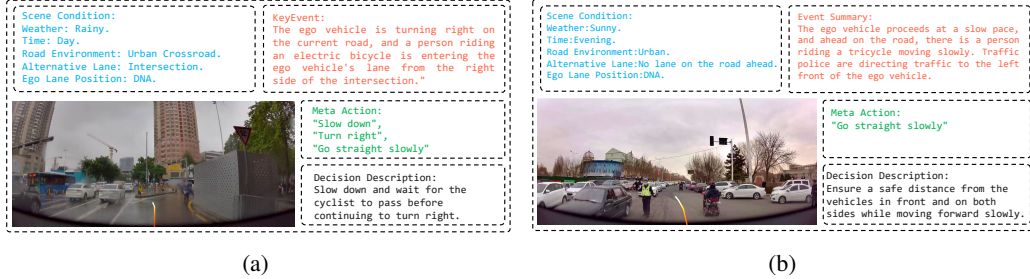 Scene Condition:
Weather: Rainy.
Time: Day.
Road Environment: Urban Crossroad.
Alternative Lane: Intersection.
Ego Lane Position: DNA.
KeyEvent:
The ego vehicle is turning right on
the current road, and a person riding
an electric bicycle is entering the
ego vehicle's lane from the right
side of the intersection."
Meta Action:
"Slow down",
"Turn right",
"Go straight slowly"
Decision Description:
Slow down and wait for the
cyclist to pass before
continuing to turn right.
(a)
Scene Condition:
Weather:Sunny.
Time:Evening.
Road Environment:Urban.
Alternative Lane:No lane on the road ahead.
Ego Lane Position:DNA.
Event Summary:
The ego vehicle proceeds at a slow pace,
and ahead on the road, there is a person
riding a tricycle moving slowly. Traffic
police are directing traffic to the left
front of the ego vehicle.
Meta Action:
"Go straight slowly"
Decision Description:
Ensure a safe distance from the
vehicles in front and on both
sides while moving forward slowly.
(b)